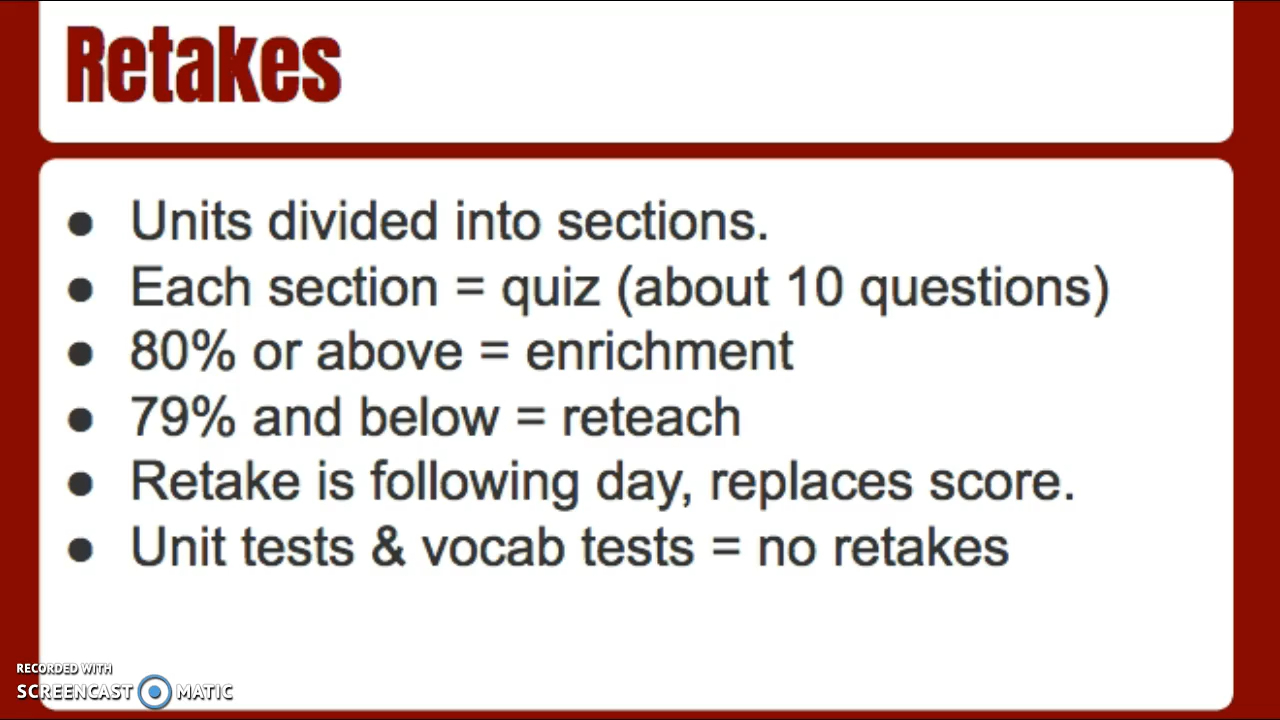 Retakes
● Units divided into sections.
● Each section = quiz (about 10 questions)
● 80% or above = enrichment
● 79% and below = reteach
● Retake is following day, replaces score.
● Unit tests & vocab tests = no retakes
RECORDED WITH
SCREENCAST MATIC